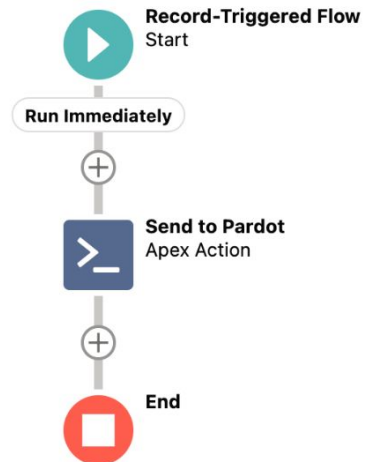 Record-Triggered Flow
Start
Run Immediately
Send to Pardot
Apex Action
End